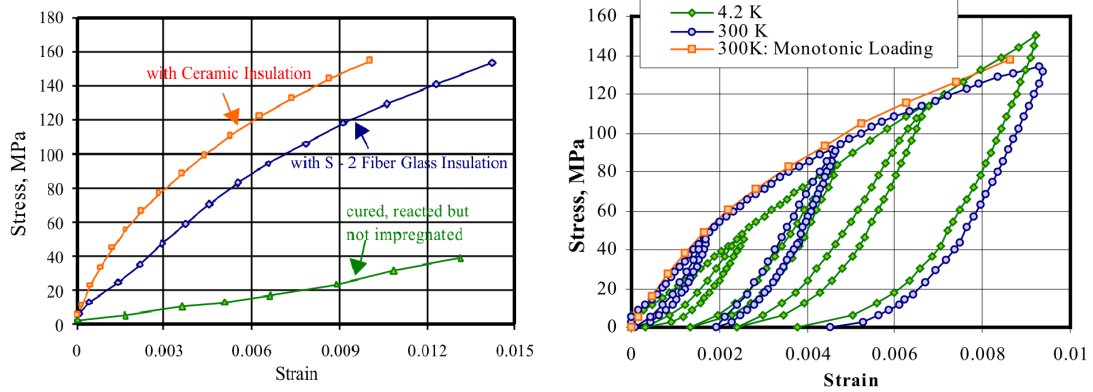 180
160
140
120
100
80
60
40
20
0
Stress, MPa
with Ceramic Insulation
with S - 2 Fiber Glass Insulation
cured, reacted but
not impregnated
0
0.003
0.006
0.009
0.012
0.015
Strain
4.2 K
300 K
300K: Monotonic Loading
160
140
120
100
80
60
40
20
0
Stress, MPa
0
0.002
0.004
0.006
0.008
0.01
Strain